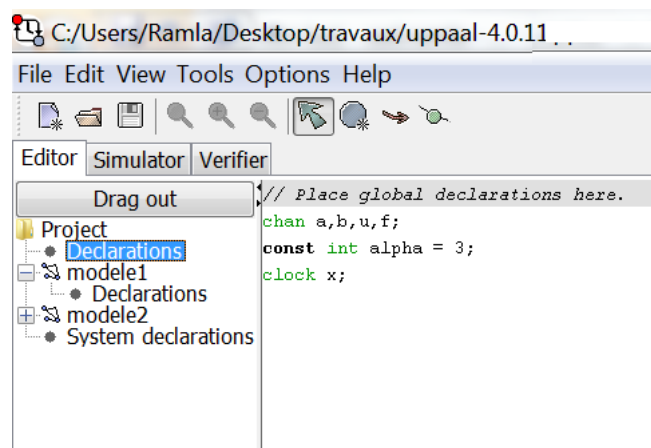 C:/Users/Ramla/Desktop/travaux/uppaal-4.0.11
File Edit View Tools Options Help
Editor Simulator Verifier
Drag out
Project
Declarations
modele1
Declarations
modele2
System declarations
// Place global declarations here.
chan a,b,u,f;
const int alpha = 3;
clock x;